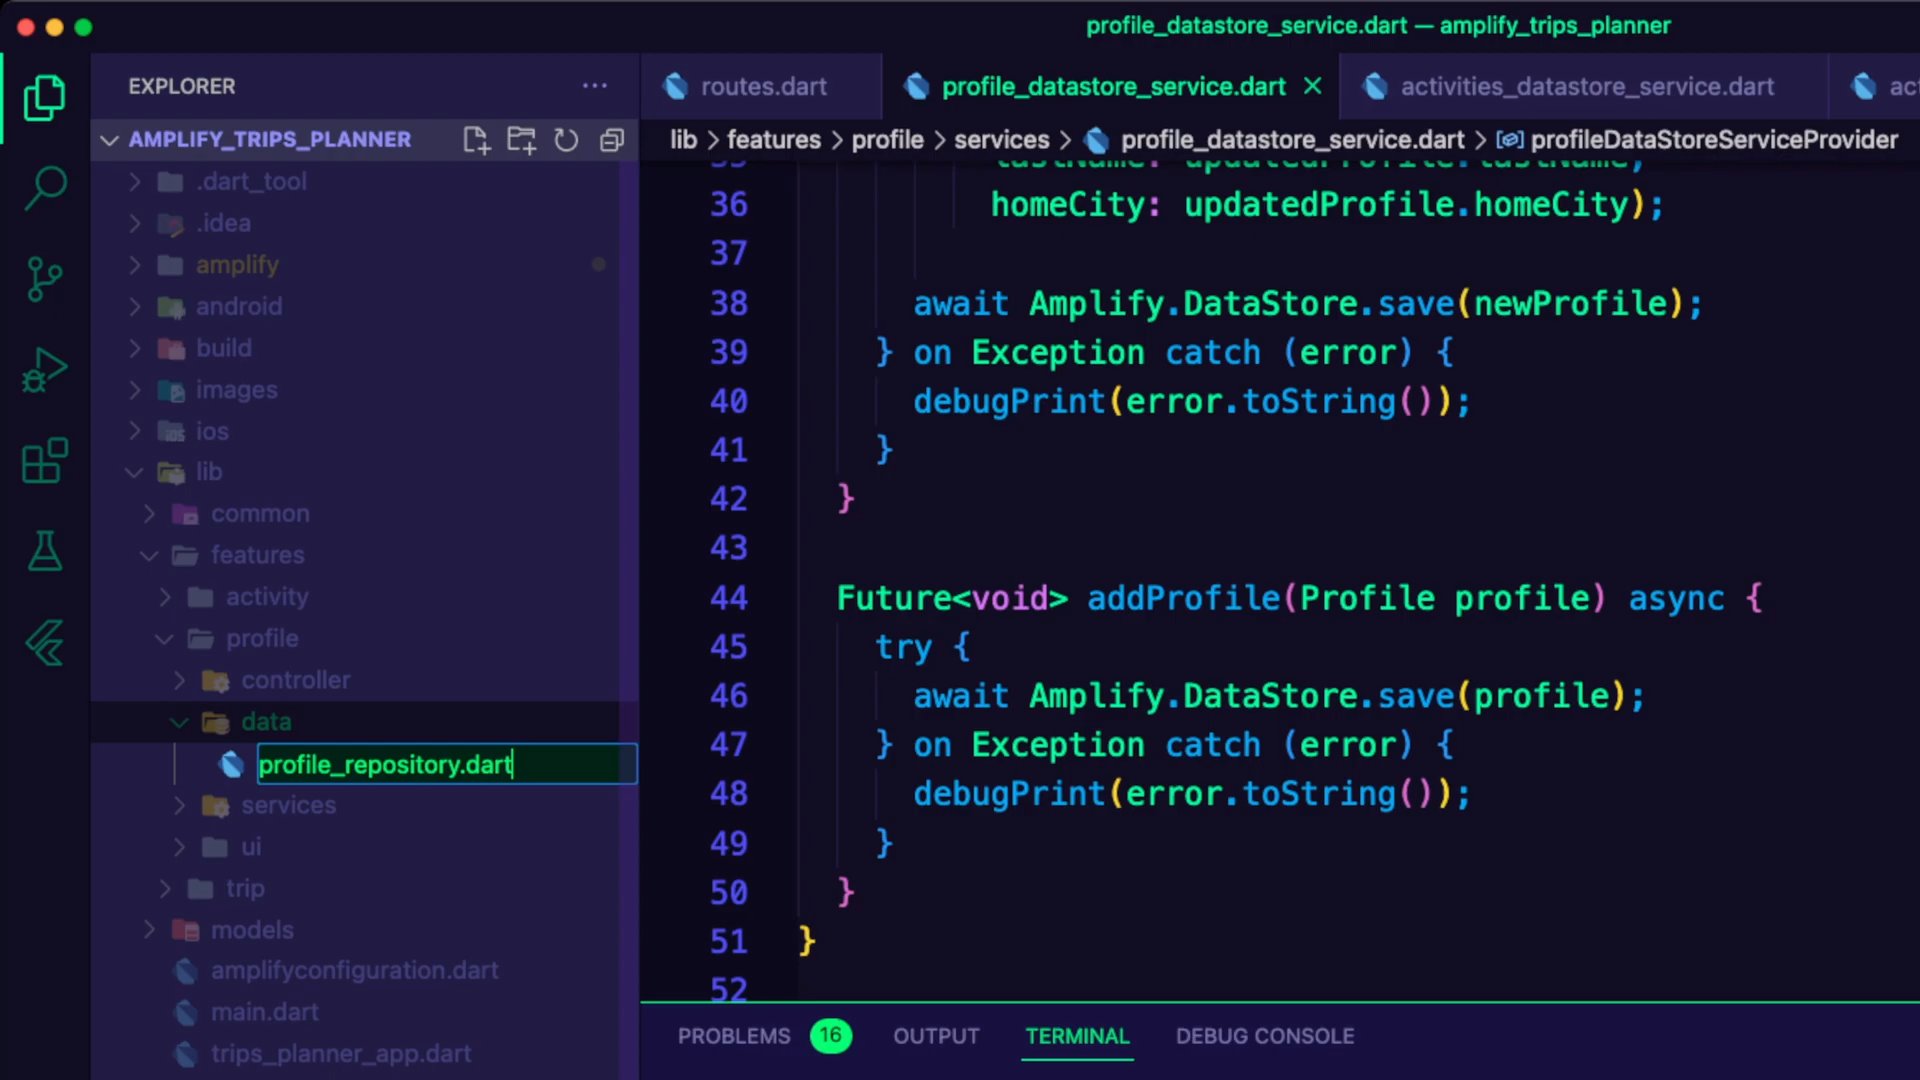 profile_datastore_service.dart — amplify_trips_planner
EXPLORER
routes.dart
profile_datastore_service.dart
activities_datastore_service.dart
act
AMPLIFY_TRIPS_PLANNER
lib > features > profile > services > profile_datastore_service.dart > profileDataStoreServiceProvider
.dart_tool
.idea
amplify
android
build
images
ios
lib
common
features
activity
profile
controller
data
profile_repository.dart
services
ui
trip
models
amplifyconfiguration.dart
main.dart
trips_planner_app.dart
35 lastName: updatedProfile.lastName,
36 homeCity: updatedProfile.homeCity);
37
38 await Amplify.DataStore.save(newProfile);
39 } on Exception catch (error) {
40 debugPrint(error.toString());
41 }
42 }
43
44 Future<void> addProfile(Profile profile) async {
45 try {
46 await Amplify.DataStore.save(profile);
47 } on Exception catch (error) {
48 debugPrint(error.toString());
49 }
50 }
51 }
52
PROBLEMS 16 OUTPUT TERMINAL DEBUG CONSOLE